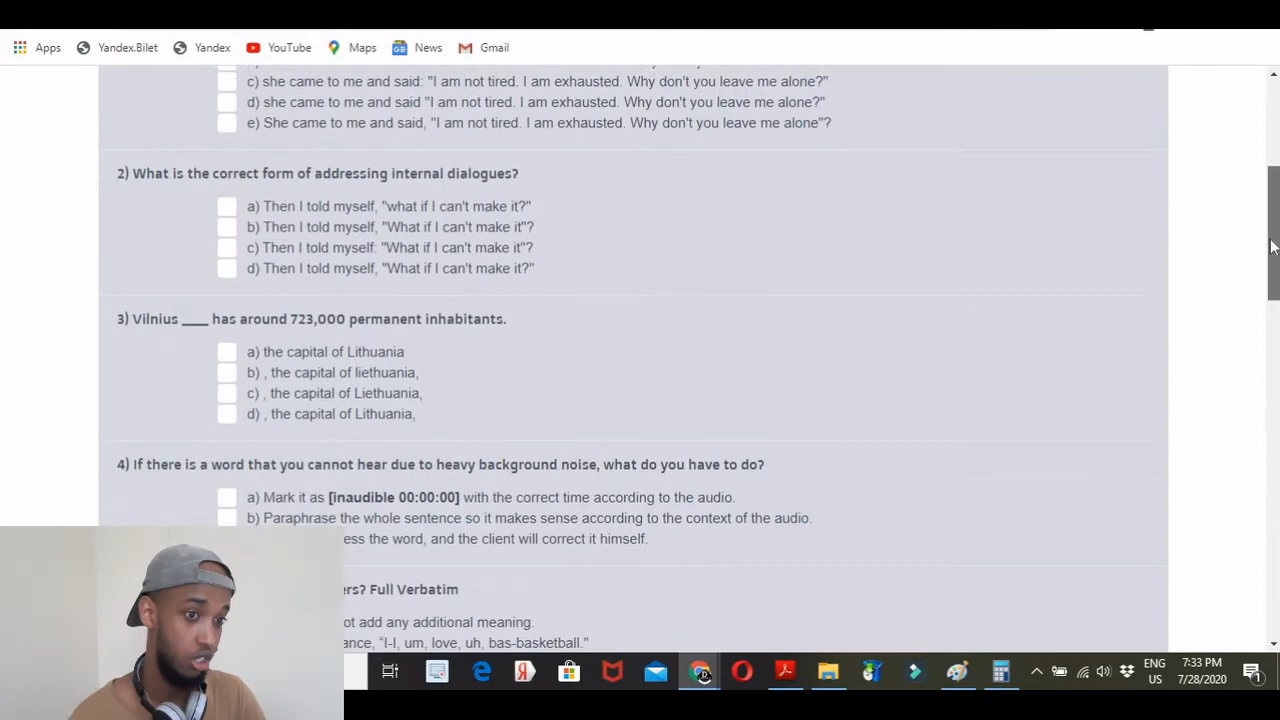 Apps Yandex.Bilet Yandex YouTube Maps News Gmail
c) she came to me and said: "I am not tired. I am exhausted. Why don't you leave me alone?"
d) she came to me and said "I am not tired. I am exhausted. Why don't you leave me alone?"
e) She came to me and said, "I am not tired. I am exhausted. Why don't you leave me alone"?
2) What is the correct form of addressing internal dialogues?
a) Then I told myself, "what if I can't make it?"
b) Then I told myself, "What if I can't make it"?
c) Then I told myself: "What if I can't make it"?
d) Then I told myself, "What if I can't make it?"
3) Vilnius ____ has around 723,000 permanent inhabitants.
a) the capital of Lithuania
b) , the capital of liethuania,
c) , the capital of Liethuania,
d) , the capital of Lithuania,
4) If there is a word that you cannot hear due to heavy background noise, what do you have to do?
a) Mark it as [inaudible 00:00:00] with the correct time according to the audio.
b) Paraphrase the whole sentence so it makes sense according to the context of the audio.
ess the word, and the client will correct it himself.
ers? Full Verbatim
ot add any additional meaning.
ance, “I-I, um, love, uh, bas-basketball.”
ENG 7:33 PM
US 7/28/2020 1